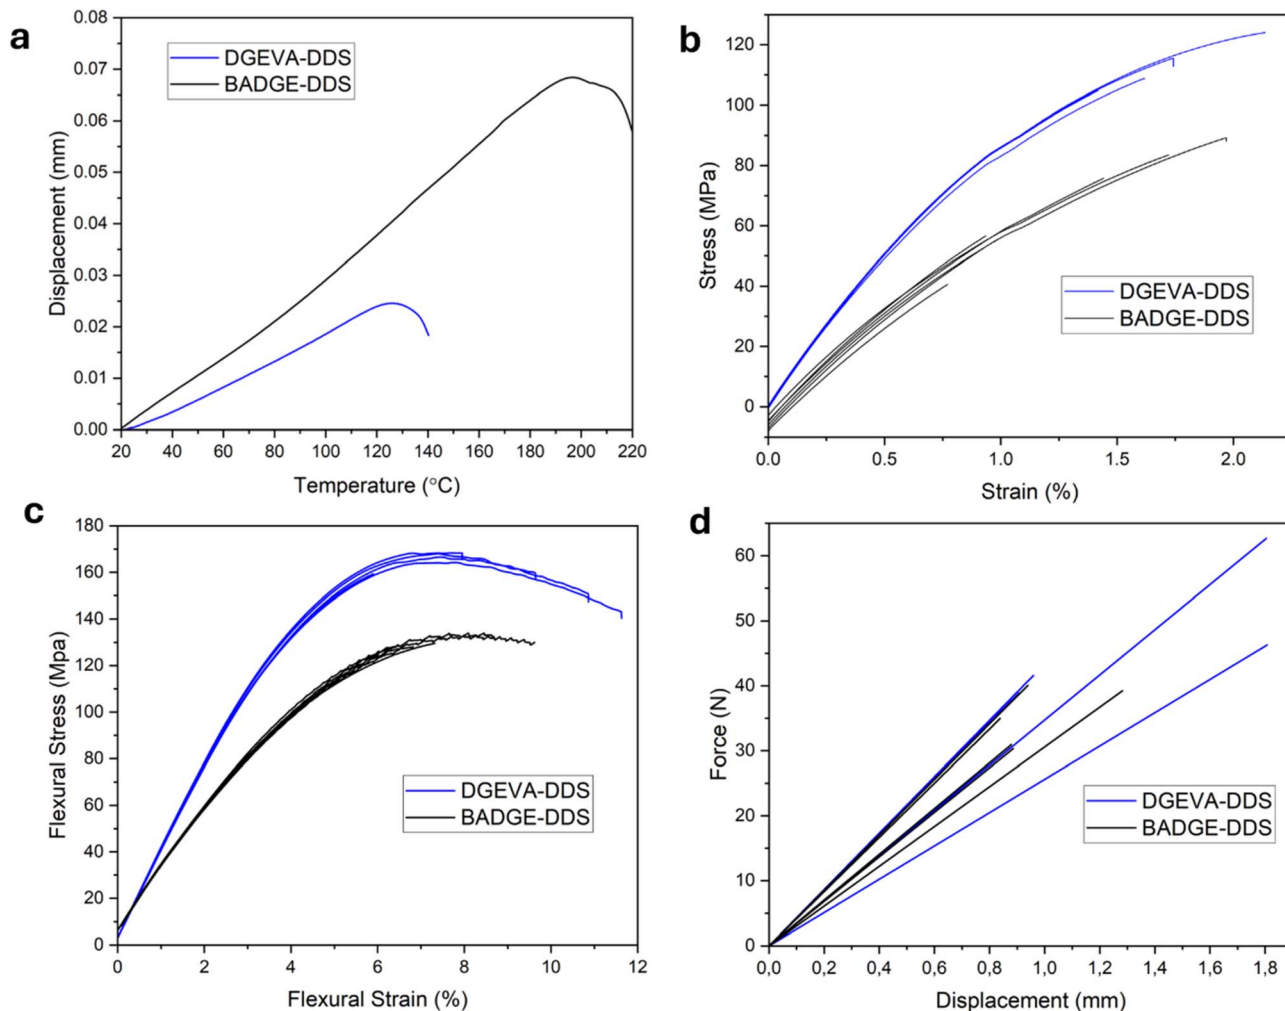 a
0.08
0.07
0.06
0.05
0.04
0.03
0.02
0.01
0.00
Displacement (mm)
DGEVA-DDS
BADGE-DDS
20 40 60 80 100 120 140 160 180 200 220
Temperature (°C)
b
120
100
80
60
40
20
0
Stress (MPa)
DGEVA-DDS
BADGE-DDS
0.0 0.5 1.0 1.5 2.0
Strain (%)
c
180
160
140
120
100
80
60
40
20
0
Flexural Stress (Mpa)
DGEVA-DDS
BADGE-DDS
0 2 4 6 8 10 12
Flexural Strain (%)
d
60
50
40
30
20
10
0
Force (N)
DGEVA-DDS
BADGE-DDS
0,0 0,2 0,4 0,6 0,8 1,0 1,2 1,4 1,6 1,8
Displacement (mm)